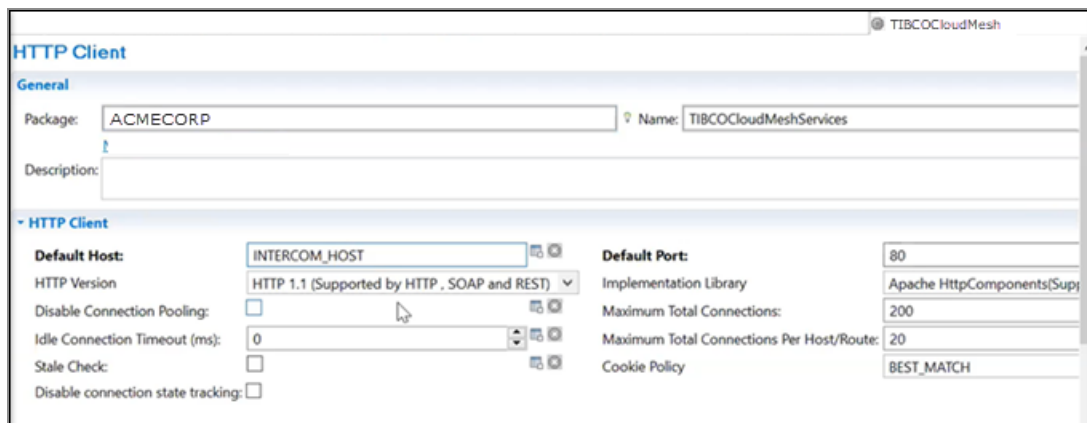 TIBCOCloudMesh
HTTP Client
General
Package: ACMECORP Name: TIBCOCloudMeshServices
Description:
HTTP Client
Default Host: INTERCOM_HOST Default Port: 80
HTTP Version HTTP 1.1 (Supported by HTTP , SOAP and REST) Implementation Library Apache HttpComponents(Supp
Disable Connection Pooling: Maximum Total Connections: 200
Idle Connection Timeout (ms): 0 Maximum Total Connections Per Host/Route: 20
Stale Check: Cookie Policy BEST_MATCH
Disable connection state tracking: